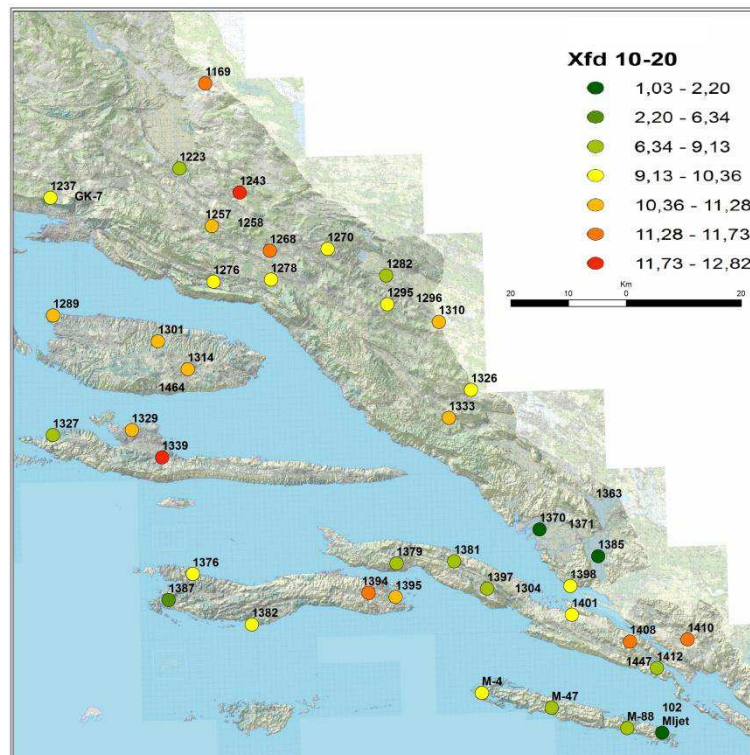 Xfd 10-20
1,03 - 2,20
2,20 - 6,34
6,34 - 9,13
9,13 - 10,36
10,36 - 11,28
11,28 - 11,73
11,73 - 12,82
Km
20 10 0 20
1169
1223
1237
GK-7
1243
1257
1258
1268
1270
1276
1278
1282
1295
1296
1310
1289
1301
1314
1464
1326
1333
1327
1329
1339
1363
1370
1371
1385
1376
1379
1381
1387
1394
1395
1397
1304
1398
1401
1382
1408
1410
1447
1412
M-4
M-47
M-88
102
Mljet